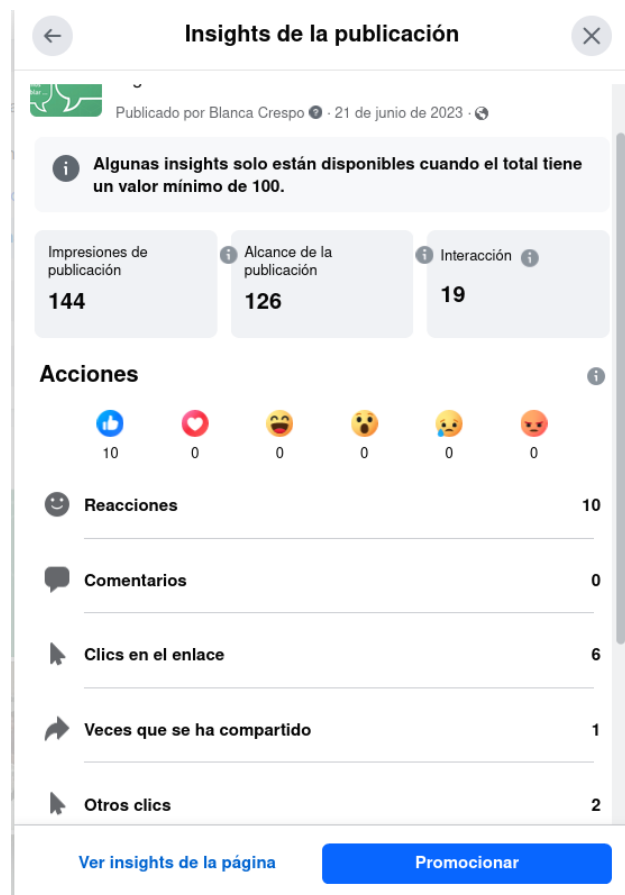 Insights de la publicación
Publicado por Blanca Crespo · 21 de junio de 2023 ·
Algunas insights solo están disponibles cuando el total tiene
un valor mínimo de 100.
Impresiones de
publicación
144
Alcance de la
publicación
126
Interacción
19
Acciones
10
0
0
0
0
0
Reacciones 10
Comentarios 0
Clics en el enlace 6
Veces que se ha compartido 1
Otros clics 2
Ver insights de la página
Promocionar